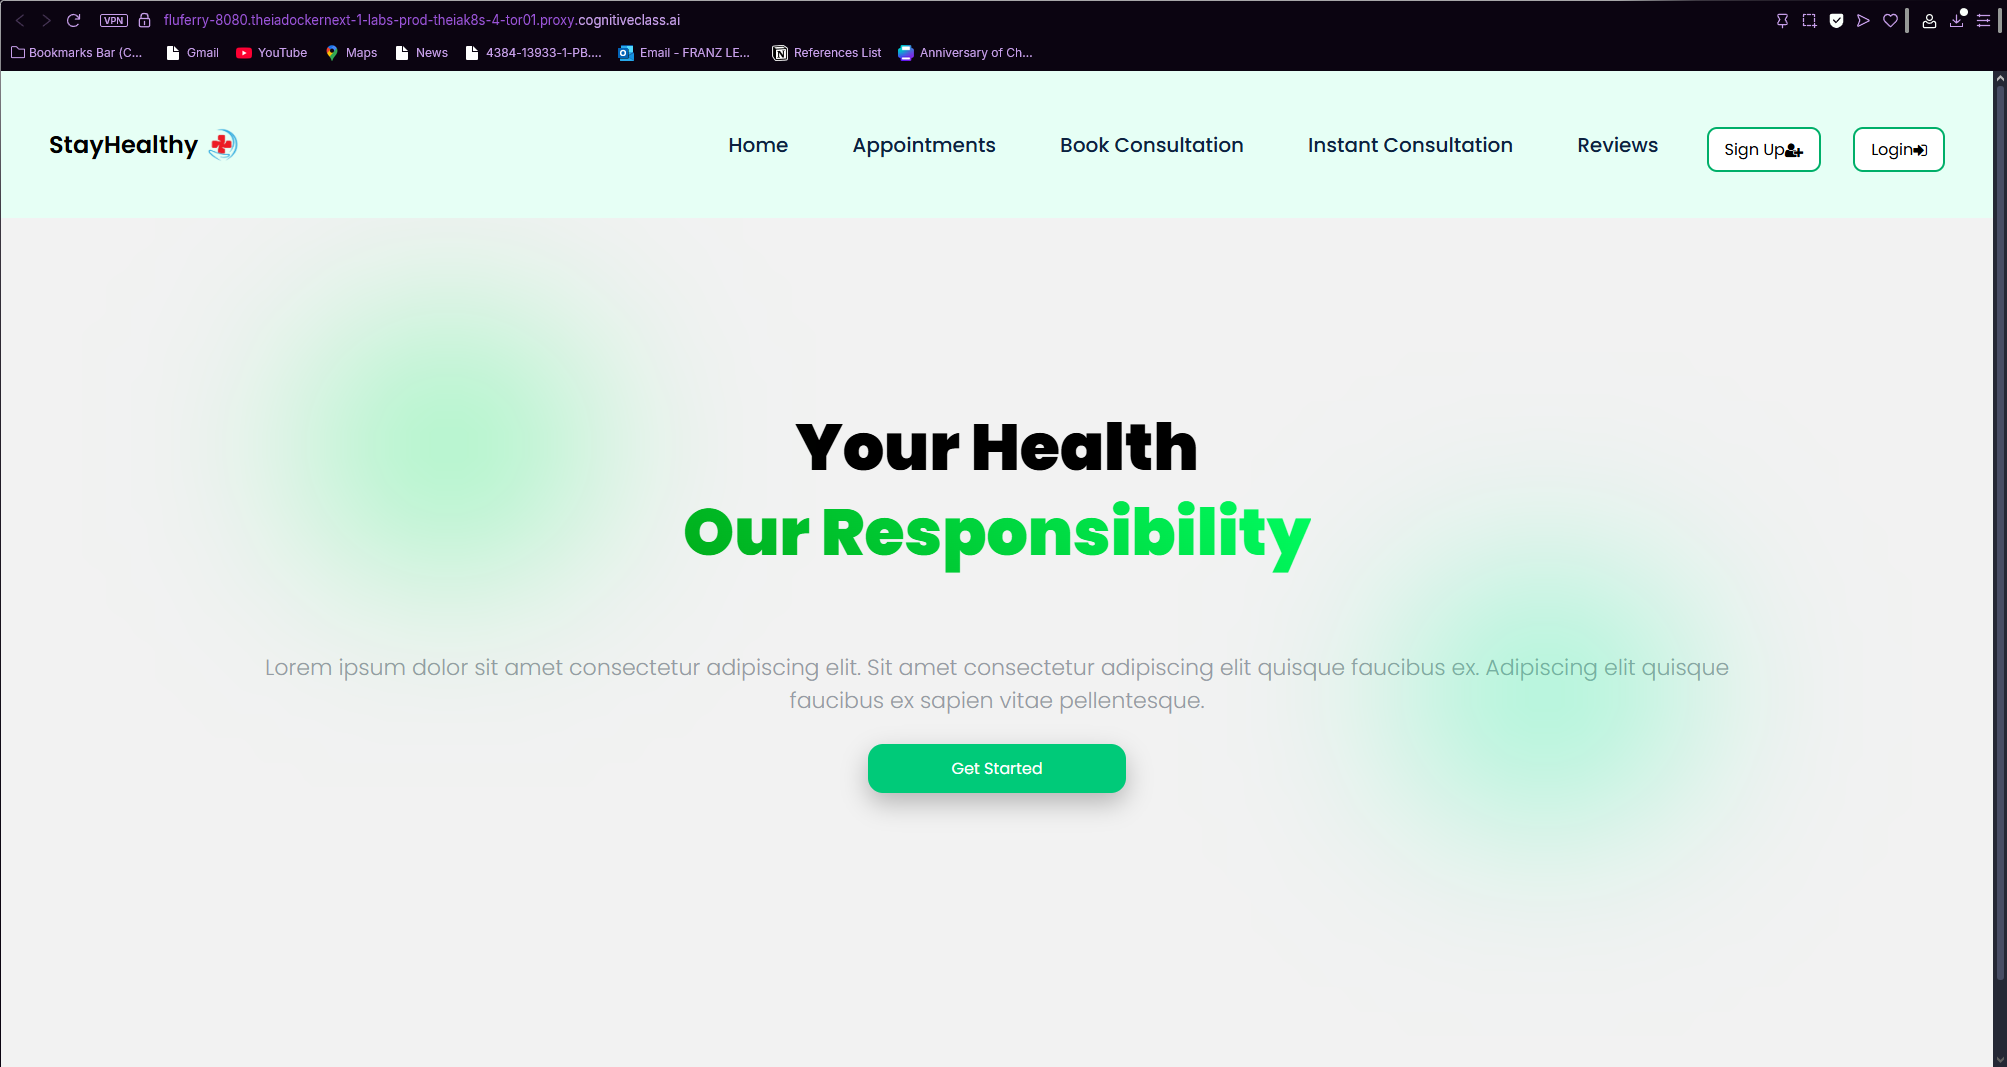 VPN fluferry-8080.theiadockernext-1-labs-prod-theiak8s-4-tor01.proxy.cognitiveclass.ai
Bookmarks Bar (C... Gmail YouTube Maps News 4384-13933-1-PB.... Email - FRANZ LE... References List Anniversary of Ch...
StayHealthy Home Appointments Book Consultation Instant Consultation Reviews Sign Up Login
Your Health
Our Responsibility
Lorem ipsum dolor sit amet consectetur adipiscing elit. Sit amet consectetur adipiscing elit quisque faucibus ex. Adipiscing elit quisque
faucibus ex sapien vitae pellentesque.
Get Started